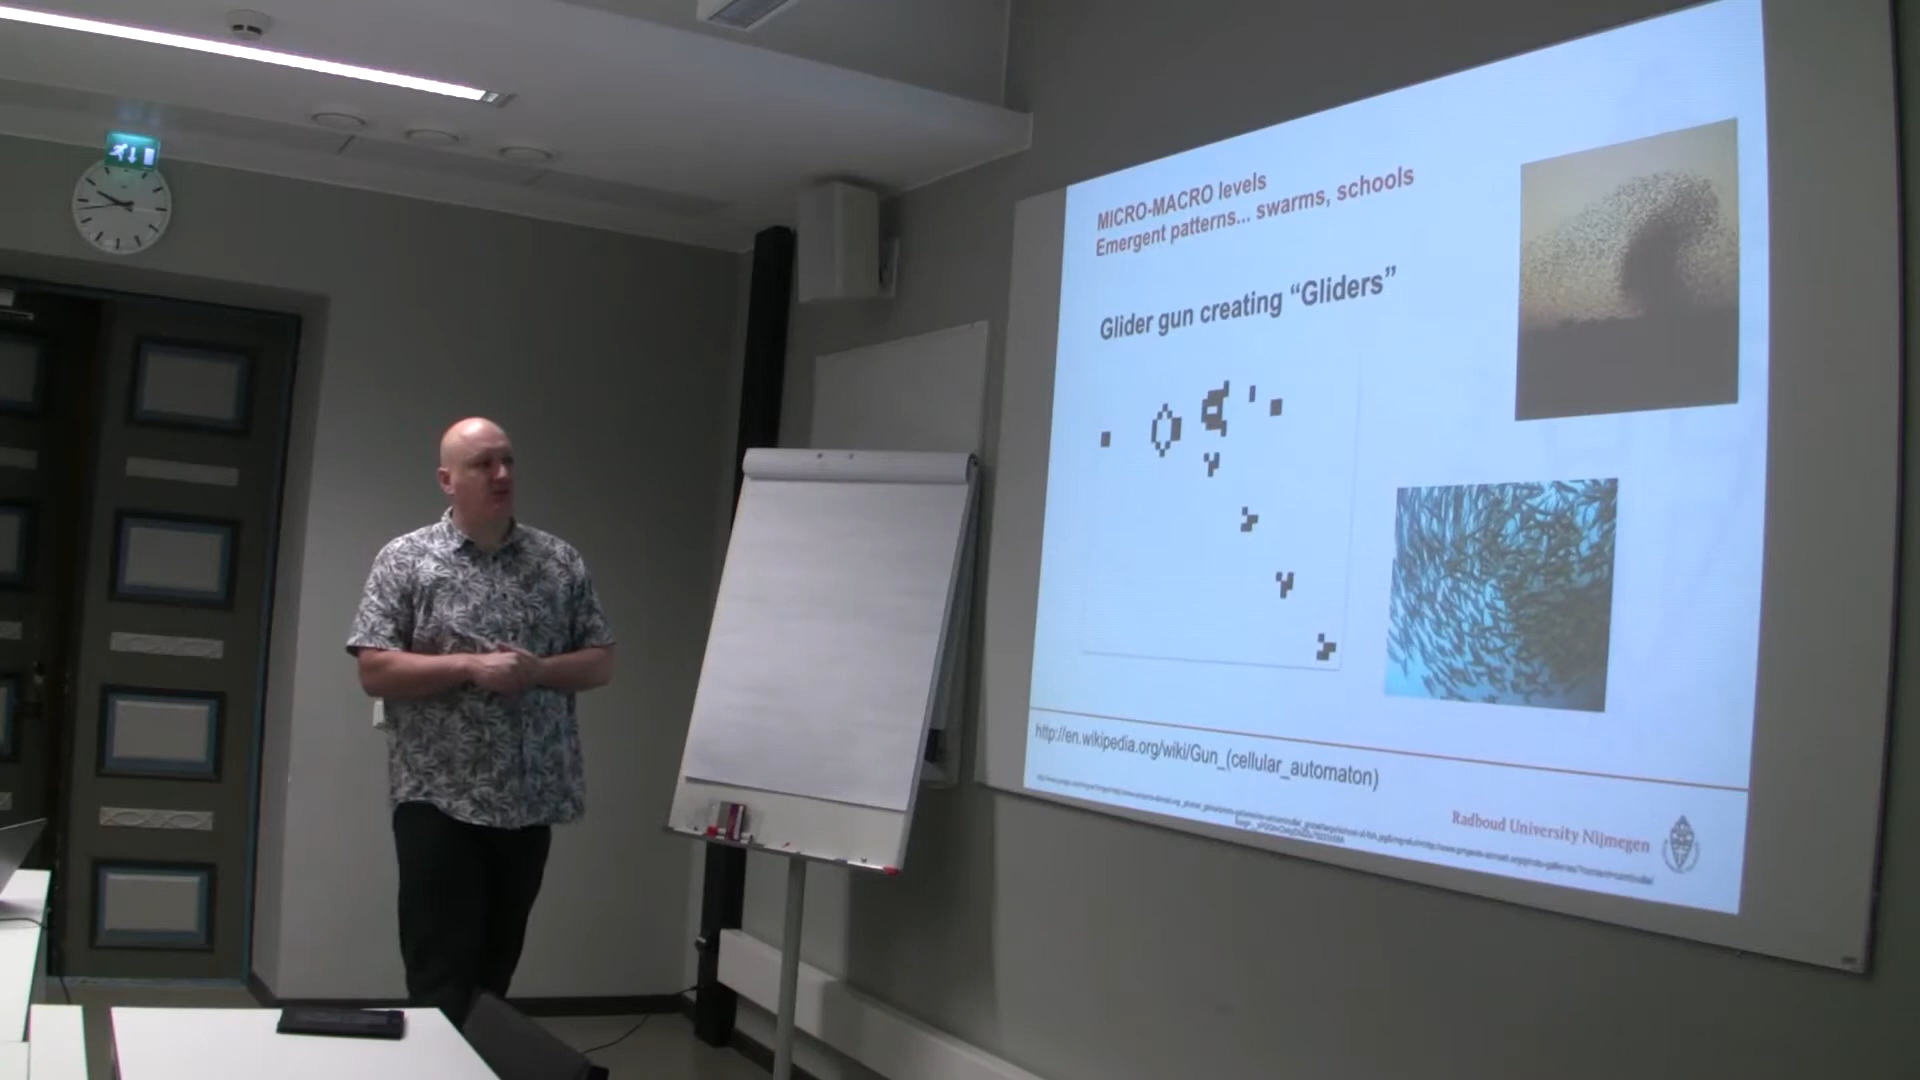 MICRO-MACRO levels
Emergent patterns... swarms, schools
Glider gun creating “Gliders”
http://en.wikipedia.org/wiki/Gun_(cellular_automaton)
Radboud University Nijmegen